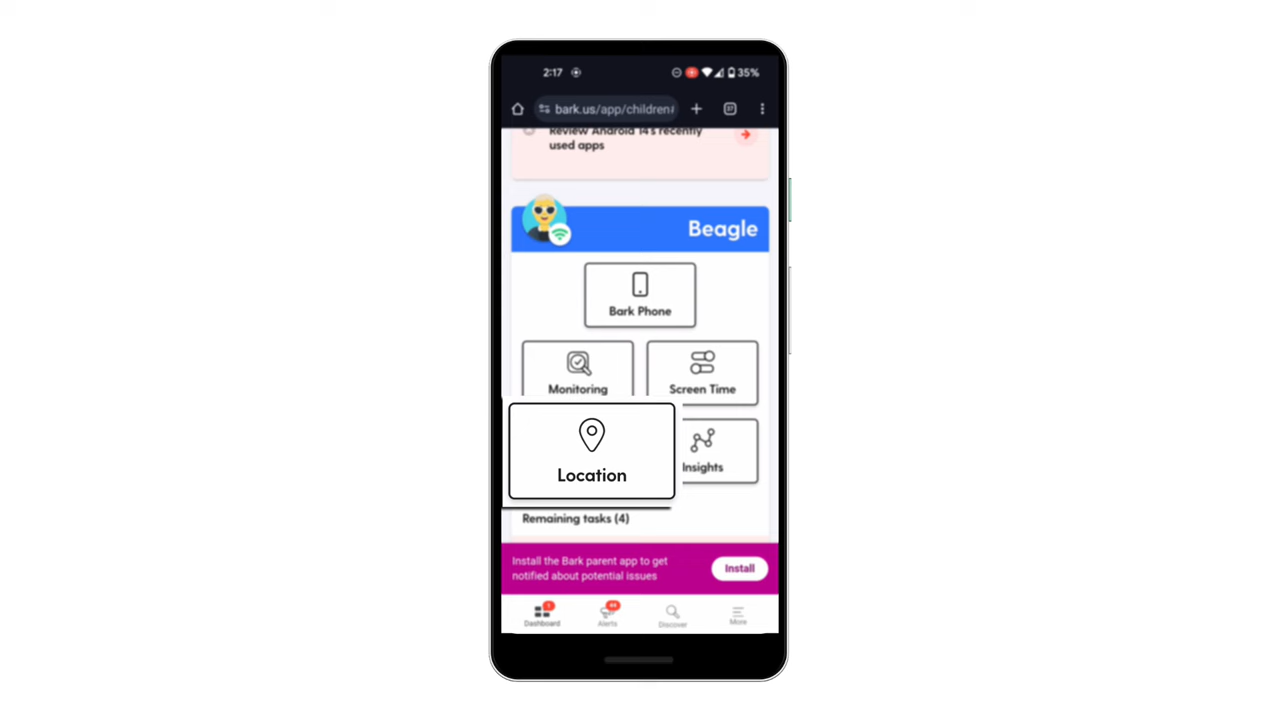 2:17
35%
bark.us/app/children/
Review Android 14's recently
used apps
Beagle
Bark Phone
Monitoring
Screen Time
Location
Insights
Remaining tasks (4)
Install the Bark parent app to get
notified about potential issues
Install
Dashboard
Alerts
Discover
More